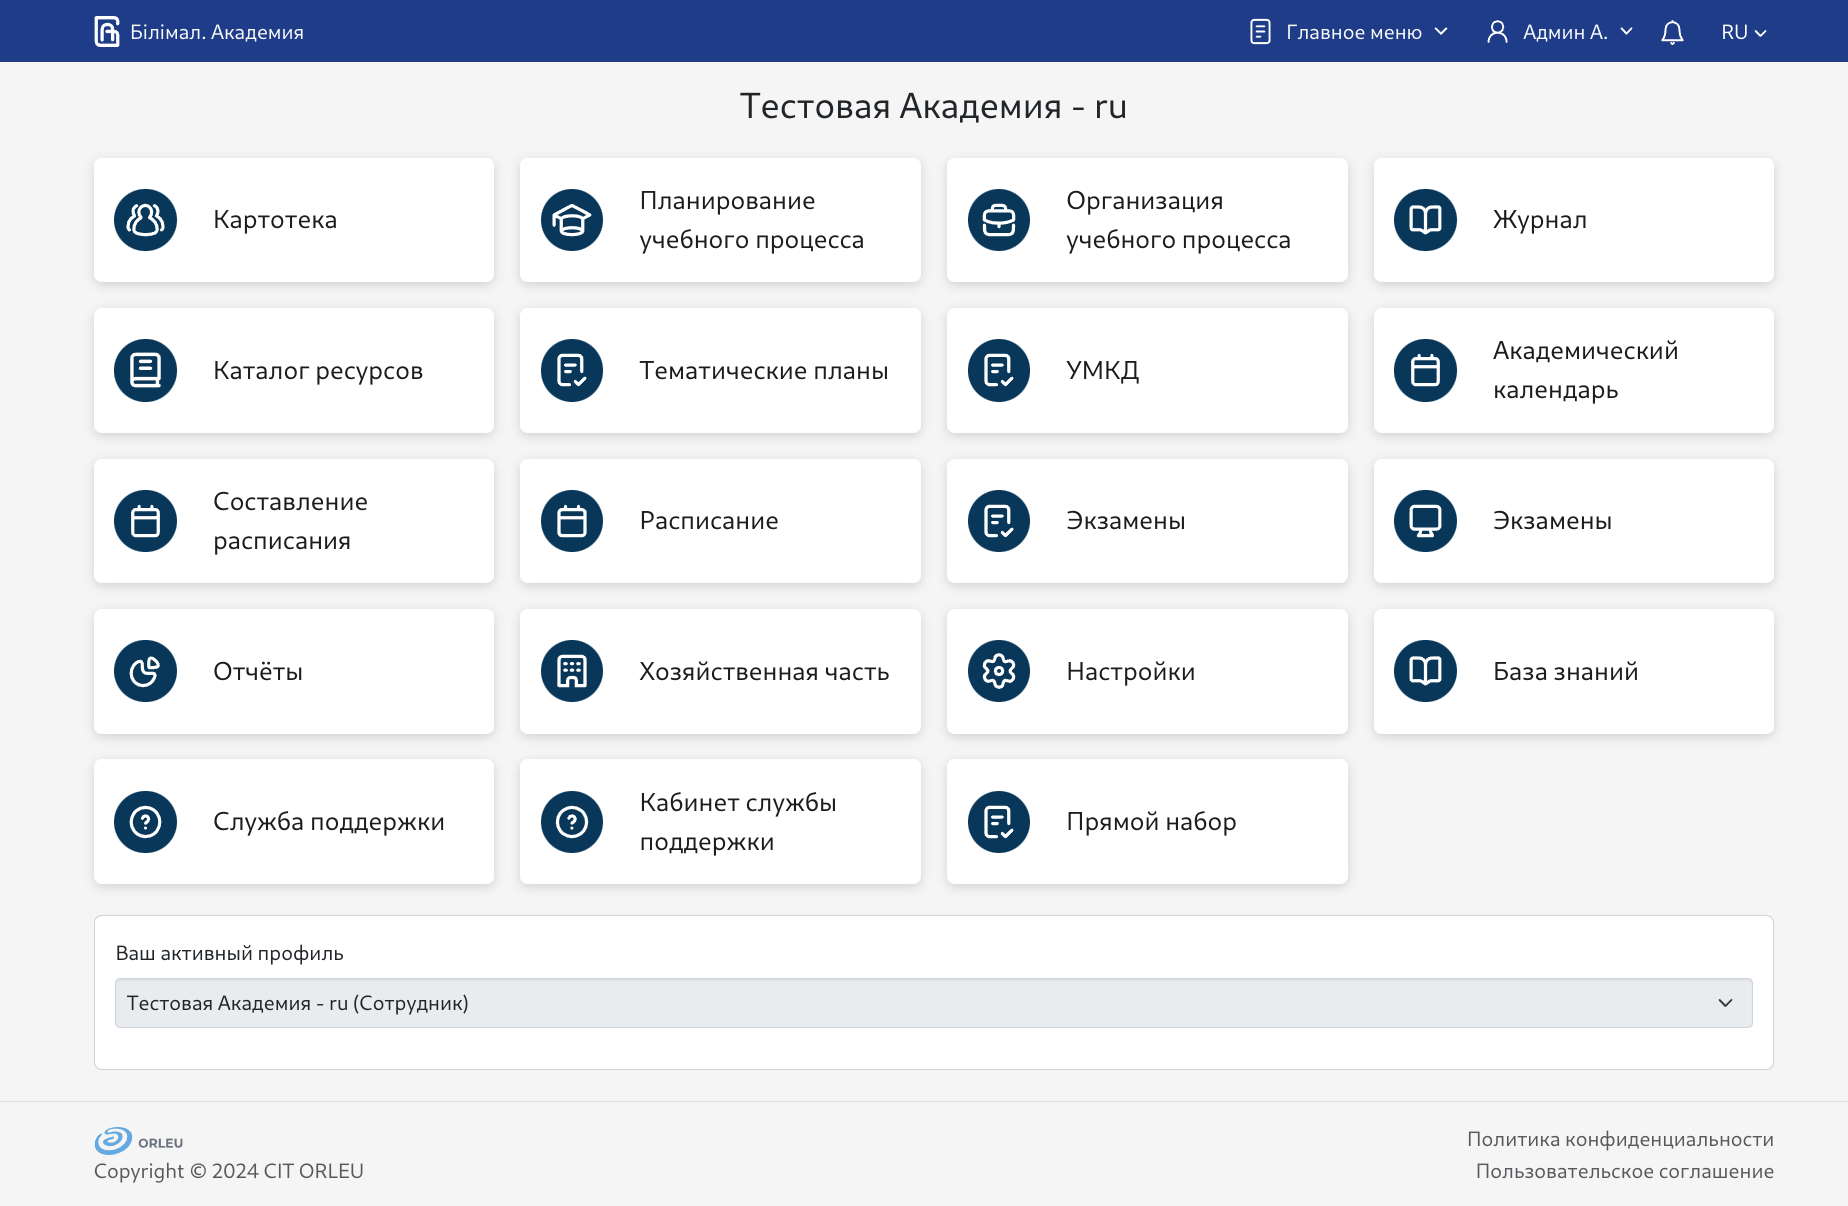 Білімал. Академия
Главное меню
Админ А.
RU
Тестовая Академия - ru
Картотека
Планирование
учебного процесса
Организация
учебного процесса
Журнал
Каталог ресурсов
Тематические планы
УМКД
Академический
календарь
Составление
расписания
Расписание
Экзамены
Экзамены
Отчёты
Хозяйственная часть
Настройки
База знаний
Служба поддержки
Кабинет службы
поддержки
Прямой набор
Ваш активный профиль
Тестовая Академия - ru (Сотрудник)
ORLEU
Copyright © 2024 CIT ORLEU
Политика конфиденциальности
Пользовательское соглашение